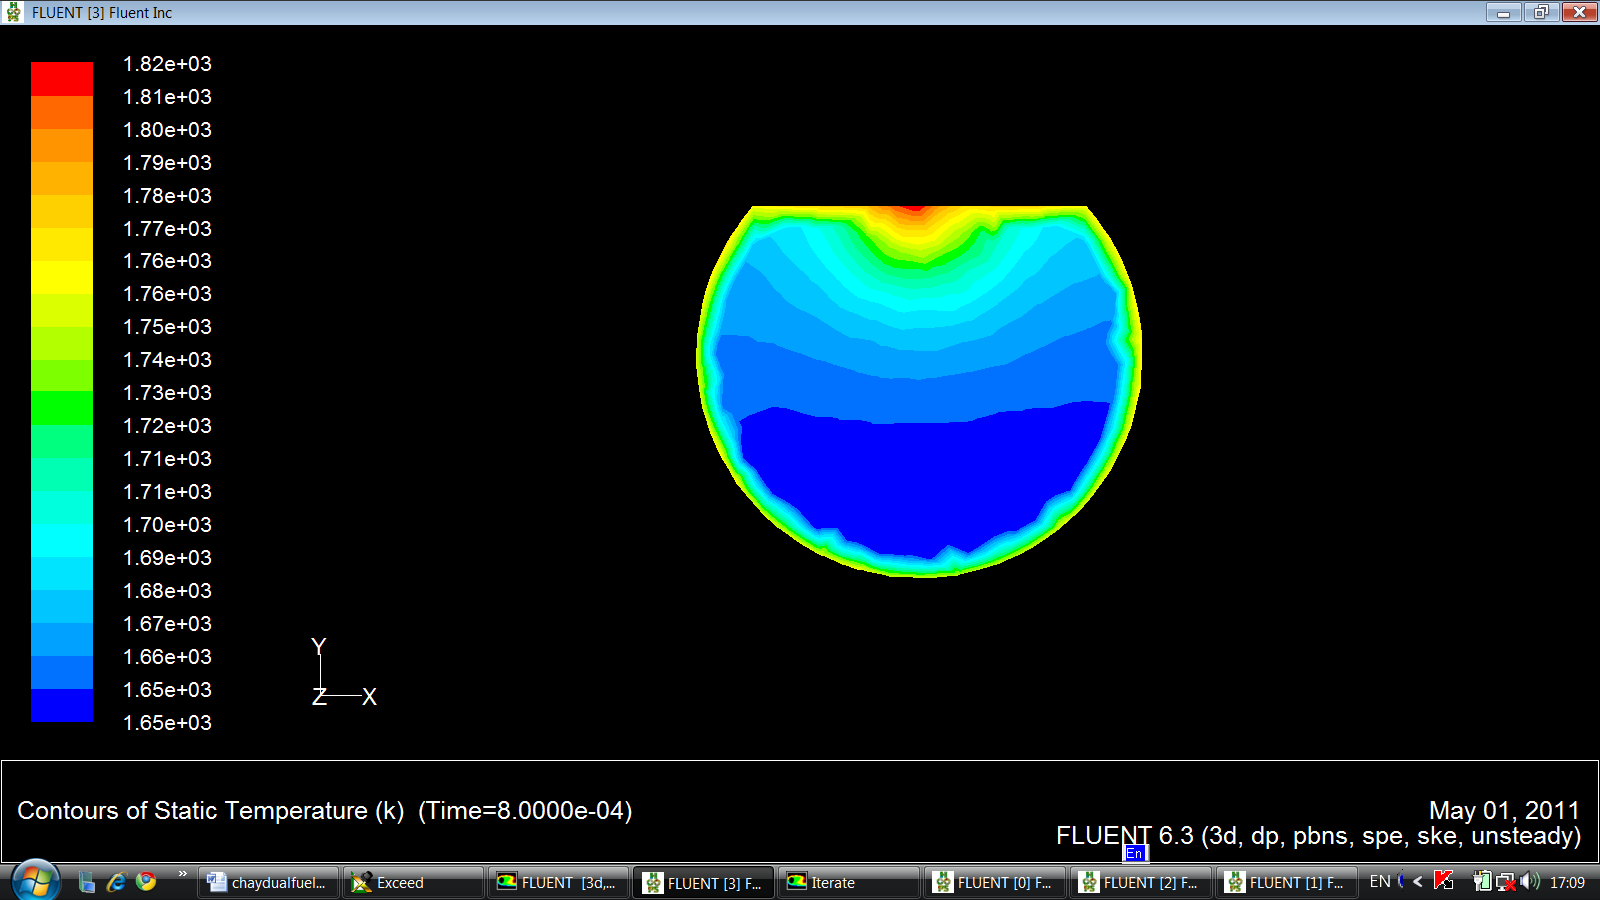 FLUENT [3] Fluent Inc
1.82e+03
1.81e+03
1.80e+03
1.79e+03
1.78e+03
1.77e+03
1.76e+03
1.76e+03
1.75e+03
1.74e+03
1.73e+03
1.72e+03
1.71e+03
1.71e+03
1.70e+03
1.69e+03
1.68e+03
1.67e+03
1.66e+03
1.65e+03
1.65e+03
Y
Z X
Contours of Static Temperature (k) (Time=8.0000e-04)
May 01, 2011
FLUENT 6.3 (3d, dp, pbns, spe, ske, unsteady)
En
chaydualfuel... Exceed FLUENT [3d,... FLUENT [3] F... Iterate FLUENT [0] F... FLUENT [2] F... FLUENT [1] F... EN 17:09